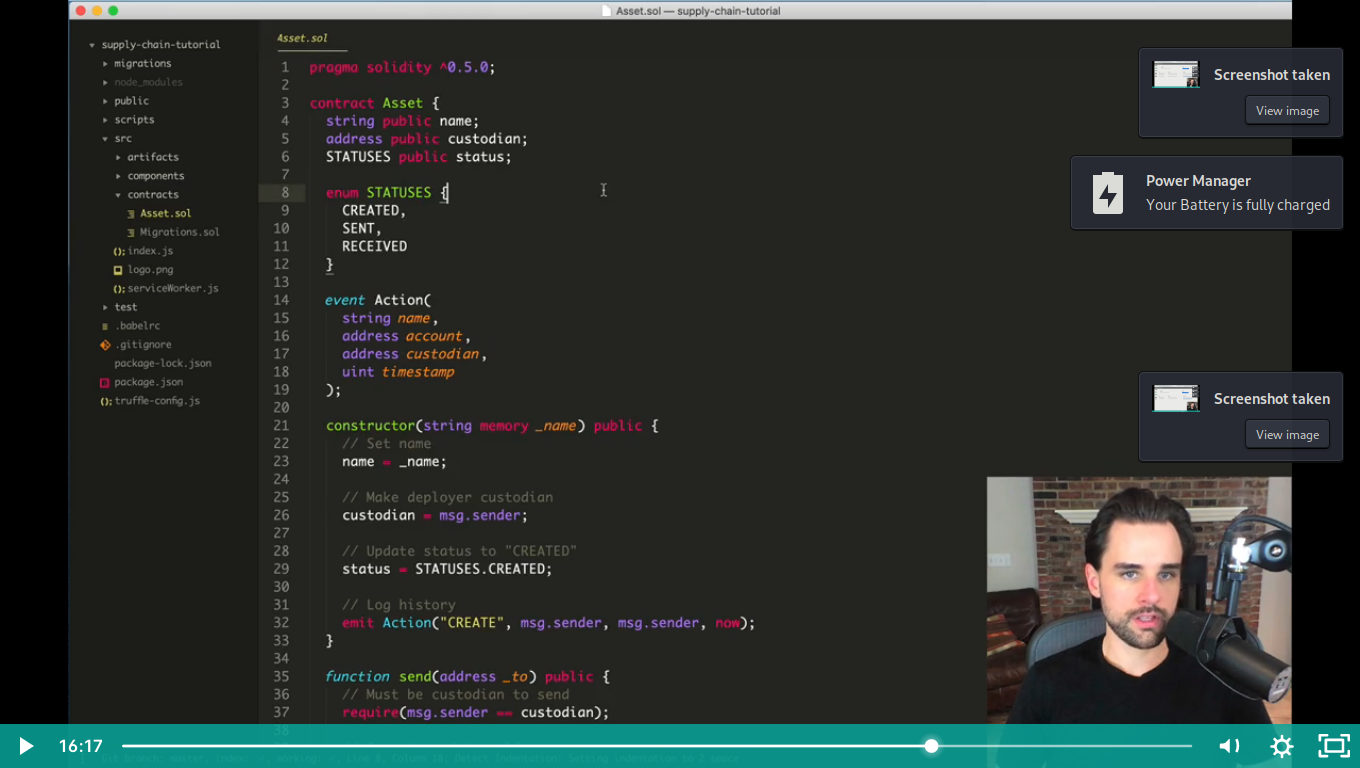 Asset.sol — supply-chain-tutorial
supply-chain-tutorial
migrations
node_modules
public
scripts
src
artifacts
components
contracts
Asset.sol
Migrations.sol
index.js
logo.png
serviceWorker.js
test
.babelrc
.gitignore
package-lock.json
package.json
truffle-config.js
Asset.sol
1 pragma solidity ^0.5.0;
2
3 contract Asset {
4 string public name;
5 address public custodian;
6 STATUSES public status;
7
8 enum STATUSES {
9 CREATED,
10 SENT,
11 RECEIVED
12 }
13
14 event Action(
15 string name,
16 address account,
17 address custodian,
18 uint timestamp
19 );
20
21 constructor(string memory _name) public {
22 // Set name
23 name = _name;
24
25 // Make deployer custodian
26 custodian = msg.sender;
27
28 // Update status to "CREATED"
29 status = STATUSES.CREATED;
30
31 // Log history
32 emit Action("CREATE", msg.sender, msg.sender, now);
33 }
34
35 function send(address _to) public {
36 // Must be custodian to send
37 require(msg.sender == custodian);
38
Screenshot taken
View image
Power Manager
Your Battery is fully charged
Screenshot taken
View image
16:17